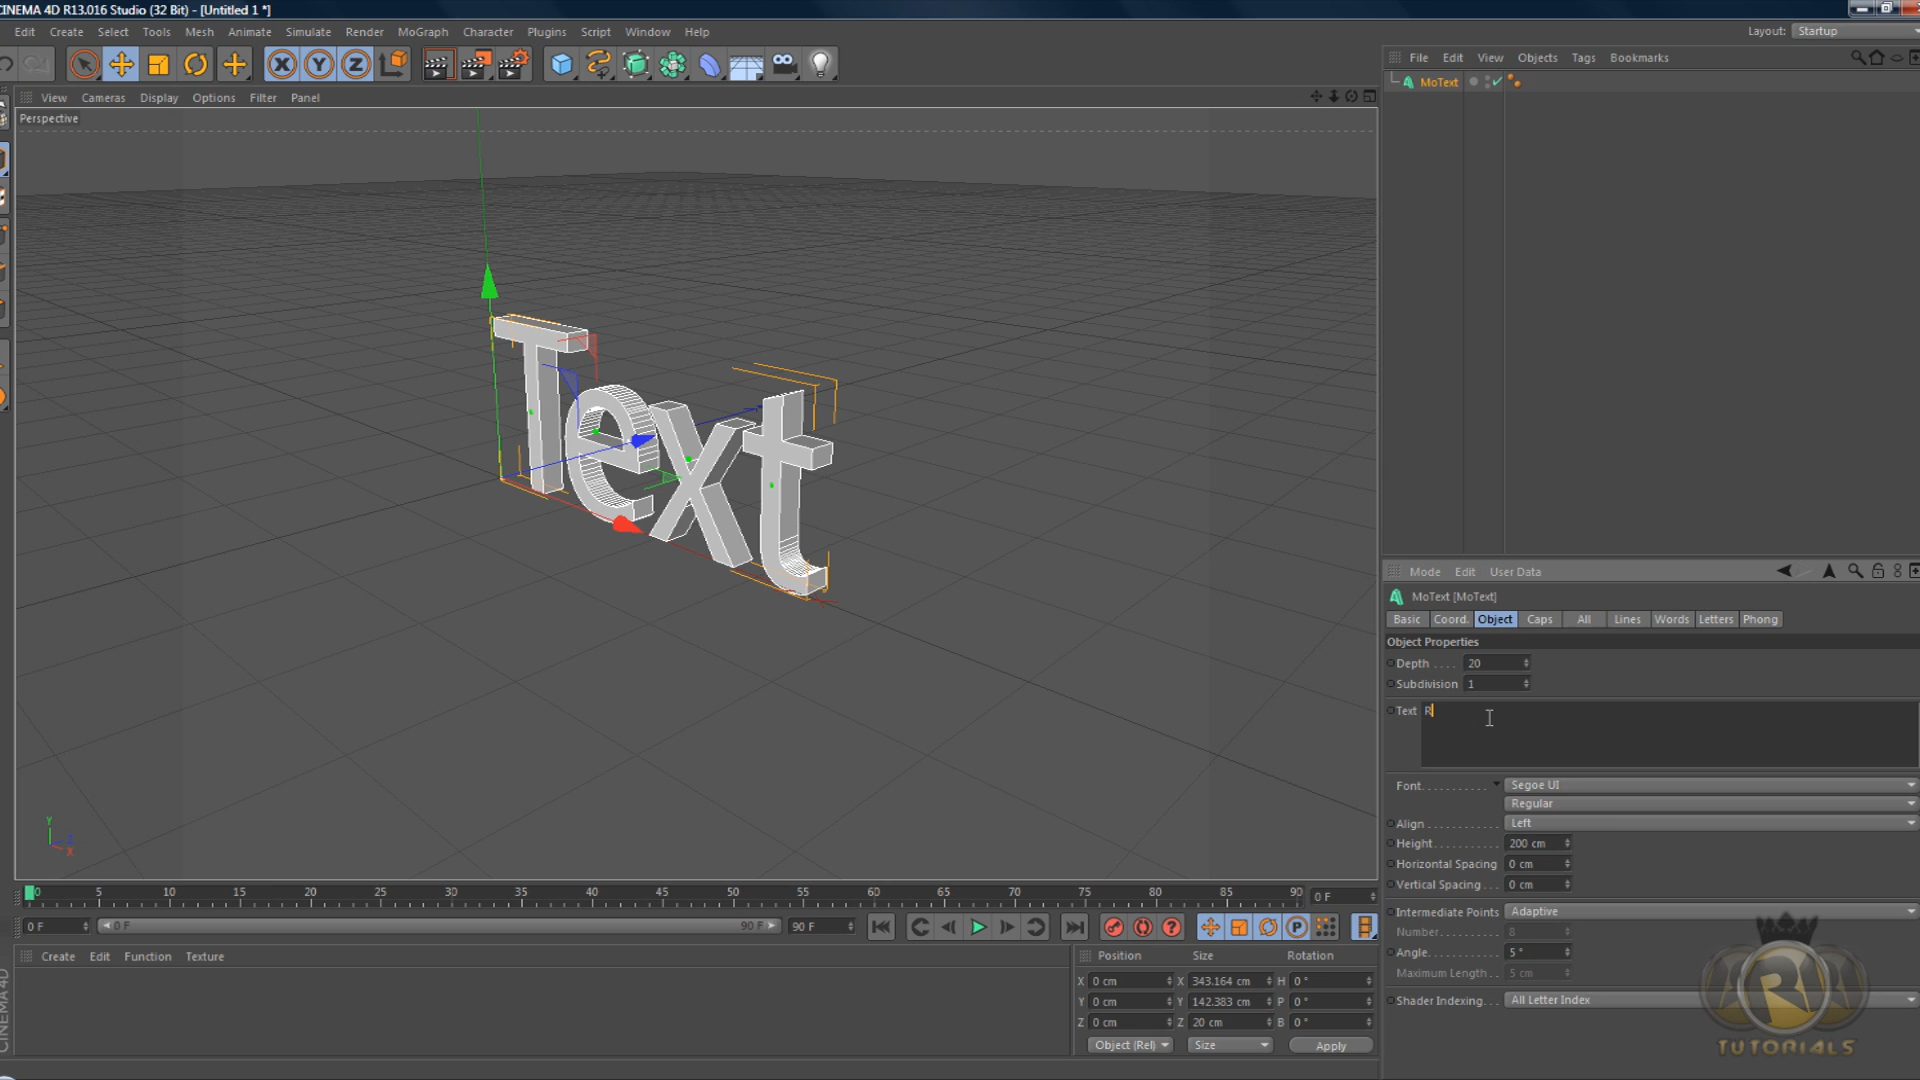 CINEMA 4D R13.016 Studio (32 Bit) - [Untitled 1 *]
Edit Create Select Tools Mesh Animate Simulate Render MoGraph Character Plugins Script Window Help
Layout: Startup
X Y Z
File Edit View Objects Tags Bookmarks
MoText
View Cameras Display Options Filter Panel
Perspective
Text
Y
Z
X
Mode Edit User Data
MoText [MoText]
Basic Coord. Object Caps All Lines Words Letters Phong
Object Properties
Depth .... 20
Subdivision 1
Text R
Font........... Segoe UI
Regular
Align........... Left
Height.......... 200 cm
Horizontal Spacing 0 cm
Vertical Spacing... 0 cm
Intermediate Points Adaptive
Number.......... 8
Angle........... 5 °
Maximum Length.. 5 cm
Shader Indexing... All Letter Index
0 5 10 15 20 25 30 35 40 45 50 55 60 65 70 75 80 85 90 0 F
0 F 0 F 90 F 90 F
? P
Create Edit Function Texture
Position Size Rotation
X 0 cm X 343.164 cm H 0 °
Y 0 cm Y 142.383 cm P 0 °
Z 0 cm Z 20 cm B 0 °
Object (Rel) Size Apply
CINEMA 4D
R
TUTORIALS